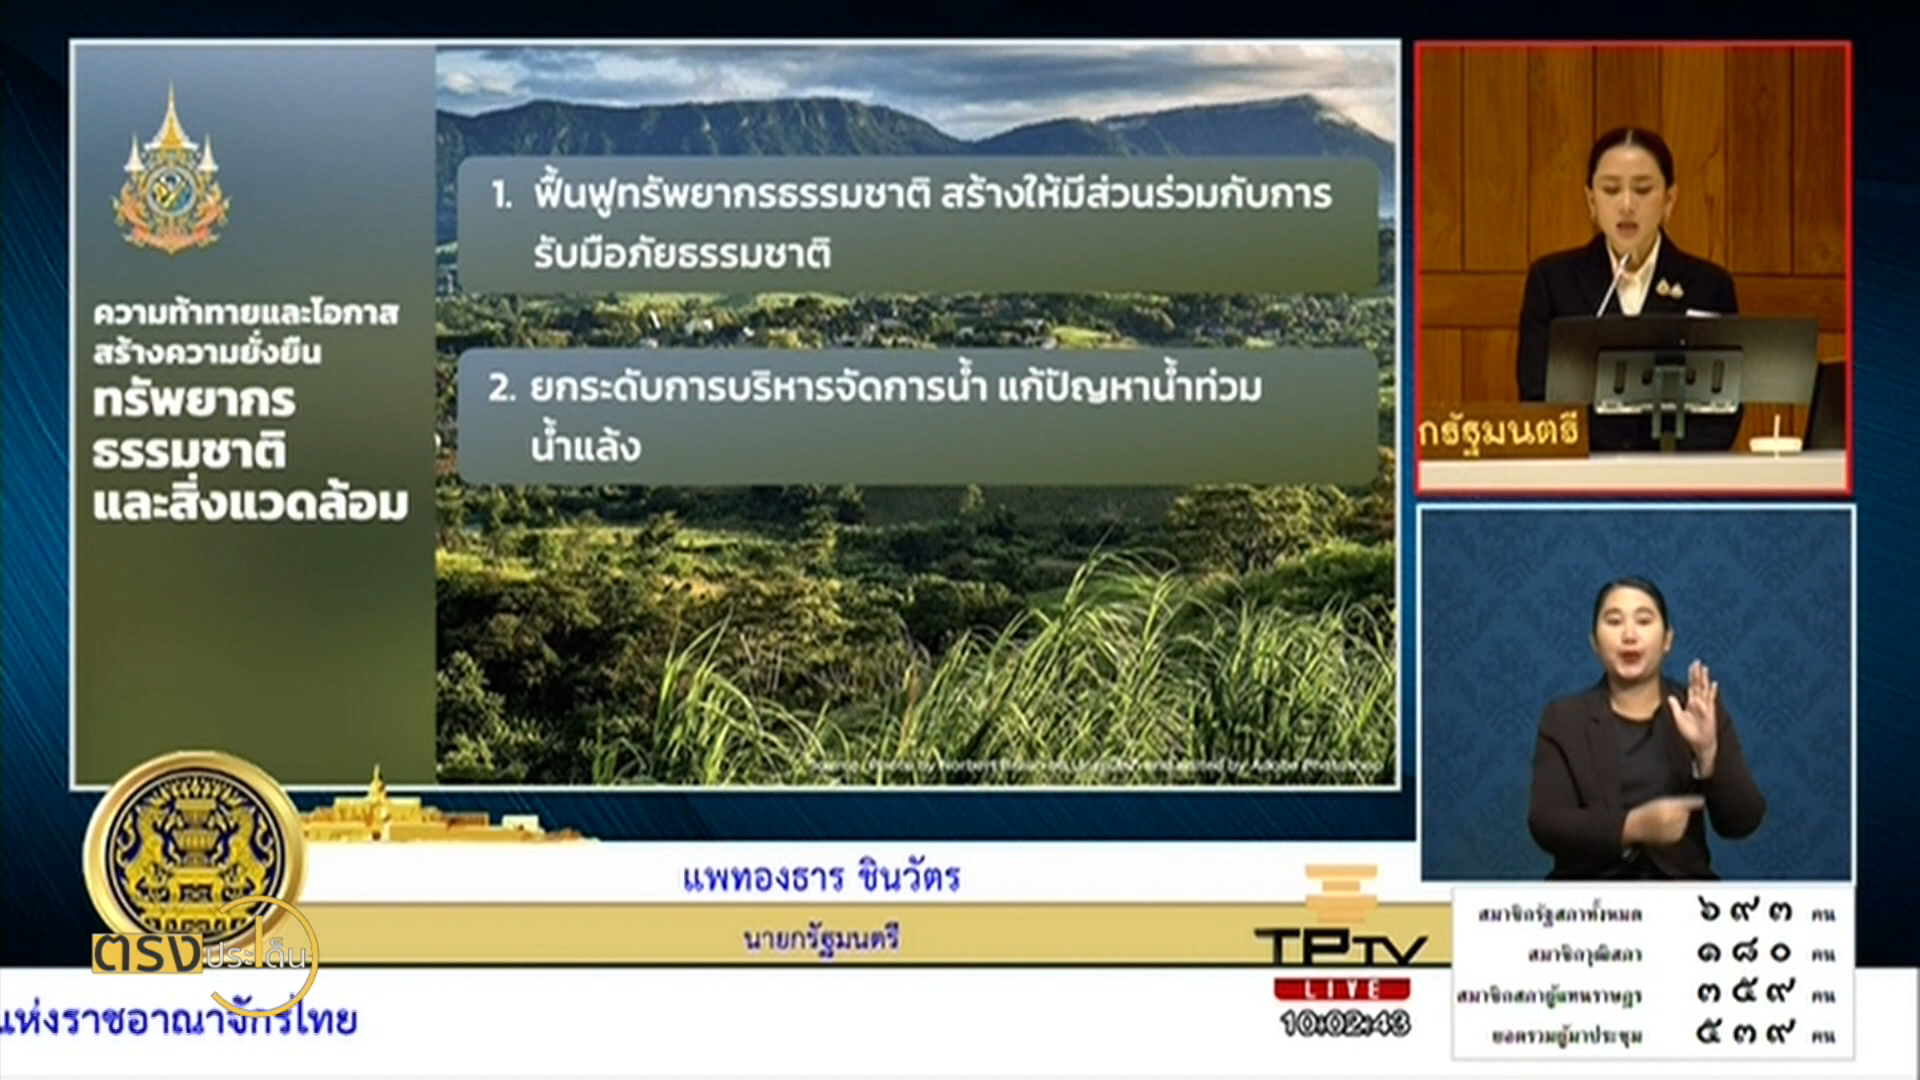 ความท้าทายและโอกาส
สร้างความยั่งยืน
ทรัพยากร
ธรรมชาติ
และสิ่งแวดล้อม
1. ฟื้นฟูทรัพยากรธรรมชาติ สร้างให้มีส่วนร่วมกับการ
รับมือภัยธรรมชาติ
2. ยกระดับการบริหารจัดการน้ำ แก้ปัญหาน้ำท่วม
น้ำแล้ง
กรัฐมนตรี
แพทองธาร ชินวัตร
นายกรัฐมนตรี
ตรงประเด็น
TPTV
LIVE
10:02:43
สมาชิกรัฐสภาทั้งหมด ๖๙๓ คน
สมาชิกวุฒิสภา ๑๘๐ คน
สมาชิกสภาผู้แทนราษฎร ๓๕๙ คน
ยอดรวมผู้มาประชุม ๕๓๙ คน
แห่งราชอาณาจักรไทย